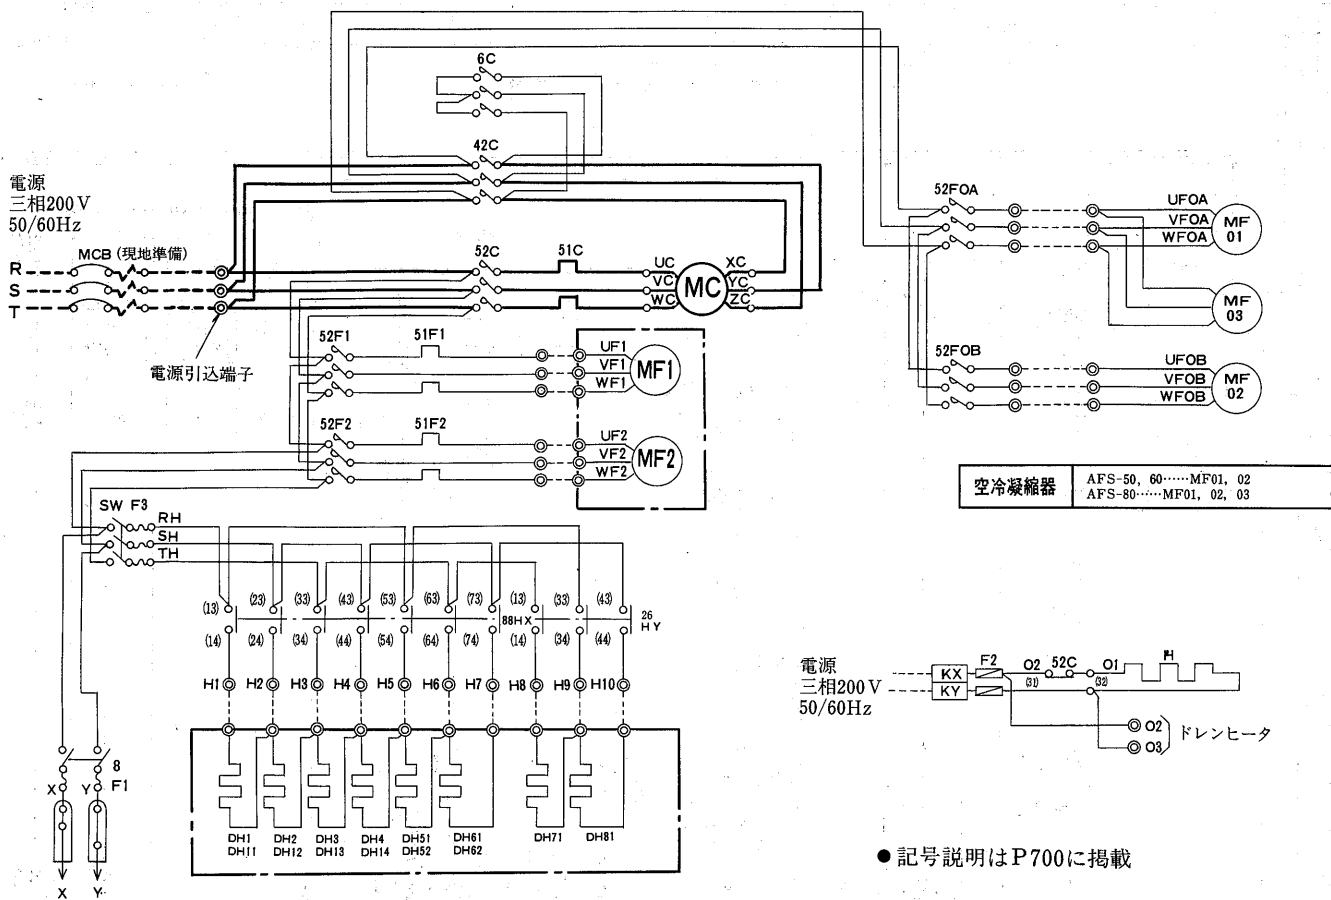 6C
42C
電源
三相200V
50/60Hz
MCB (現地準備)
R
S
T
電源引込端子
52C
51C
UC
VC
WC
MC
XC
YC
ZC
52F1
51F1
UF1
VF1
WF1
MF1
52F2
51F2
UF2
VF2
WF2
MF2
52FOA
UFOA
VFOA
WFOA
MF
01
MF
03
52FOB
UFOB
VFOB
WFOB
MF
02
空冷凝縮器
AFS-50, 60……MF01, 02
AFS-80……MF01, 02, 03
SW F3
RH
SH
TH
(13) (23) (33) (43) (53) (63) (73) (13) (33) (43)
88HX
26
HY
(14) (24) (34) (44) (54) (64) (74) (14) (34) (44)
H1 H2 H3 H4 H5 H6 H7 H8 H9 H10
DH1 DH2 DH3 DH4 DH51 DH61 DH71 DH81
DH11 DH12 DH13 DH14 DH52 DH62
8
F1
X Y
X Y
電源
三相200V
50/60Hz
KX
KY
F2
O2
(31)
52C
O1
(32)
H
O2
O3
ドレンヒータ
●記号説明はP700に掲載